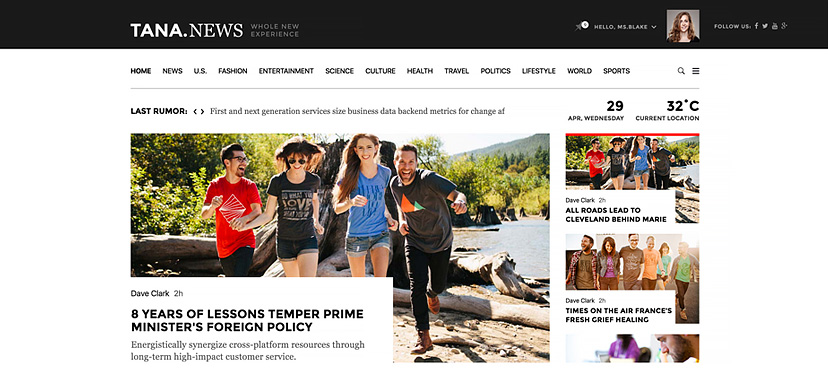 TANA.NEWS
WHOLE NEW
EXPERIENCE
HELLO, MS.BLAKE
FOLLOW US:
HOME NEWS U.S. FASHION ENTERTAINMENT SCIENCE CULTURE HEALTH TRAVEL POLITICS LIFESTYLE WORLD SPORTS
LAST RUMOR: First and next generation services size business data backend metrics for change af
29
APR, WEDNESDAY
32°C
CURRENT LOCATION
Dave Clark 2h
8 YEARS OF LESSONS TEMPER PRIME
MINISTER'S FOREIGN POLICY
Energistically synergize cross-platform resources through
long-term high-impact customer service.
Dave Clark 2h
ALL ROADS LEAD TO
CLEVELAND BEHIND MARIE
Dave Clark 2h
TIMES ON THE AIR FRANCE'S
FRESH GRIEF HEALING